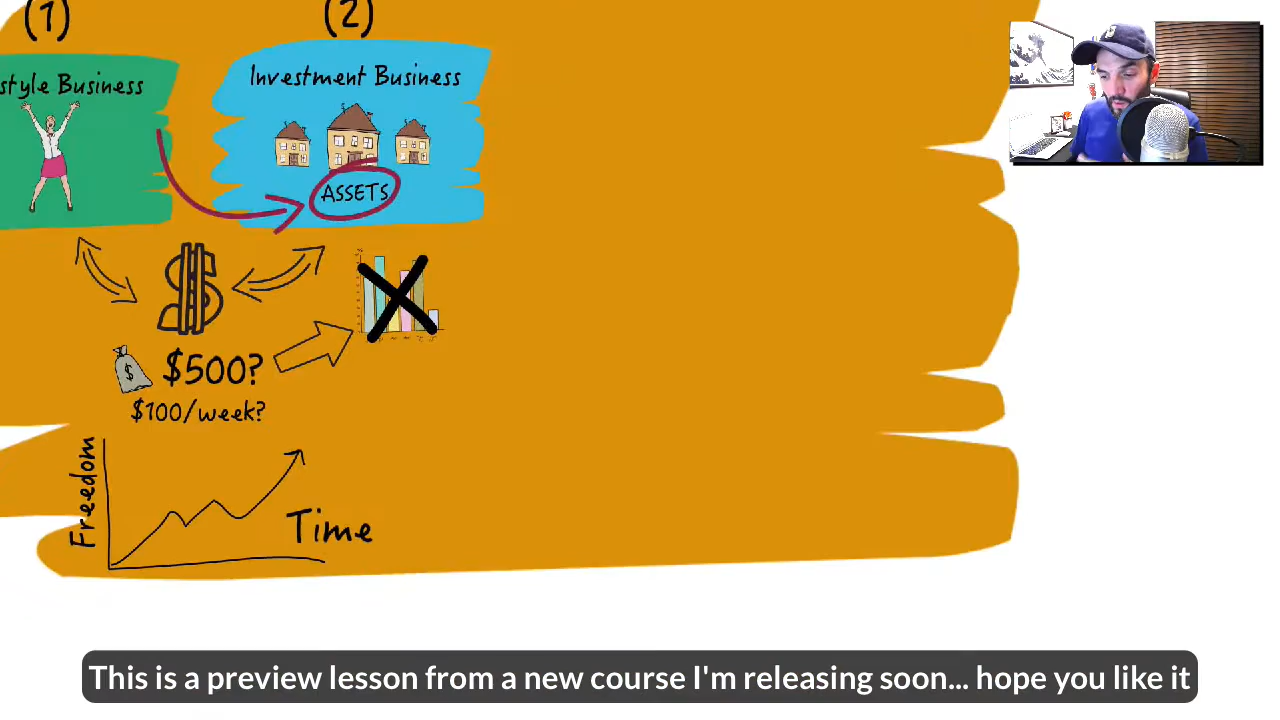 (1)
(2)
style Business
Investment Business
ASSETS
$
$500?
$100/week?
Freedom
Time
This is a preview lesson from a new course I'm releasing soon... hope you like it